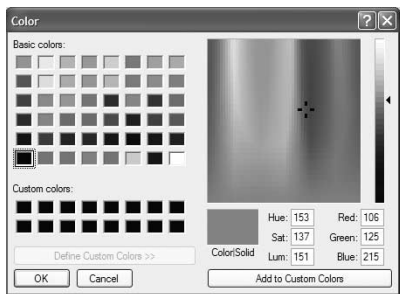 Color
Basic colors:
Custom colors:
Define Custom Colors >>
OK Cancel
Color|Solid
Hue: 153 Red: 106
Sat: 137 Green: 125
Lum: 151 Blue: 215
Add to Custom Colors